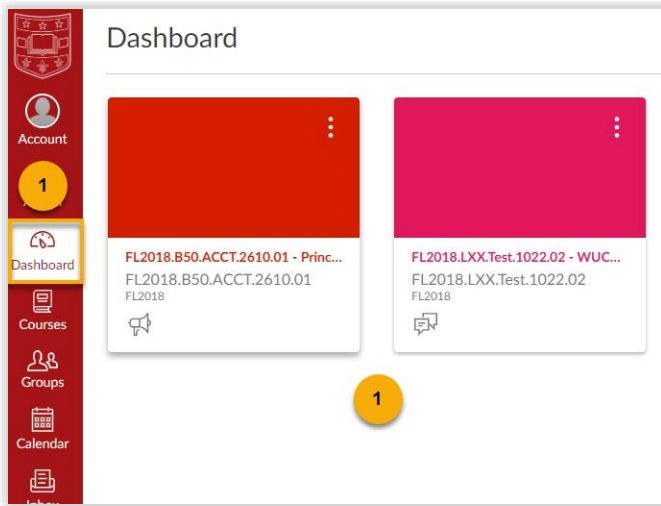 Dashboard
Account
1
Dashboard
Courses
Groups
Calendar
Inbox
FL2018.B50.ACCT.2610.01 - Princ...
FL2018.B50.ACCT.2610.01
FL2018
FL2018.LXX.Test.1022.02 - WUC...
FL2018.LXX.Test.1022.02
FL2018
1